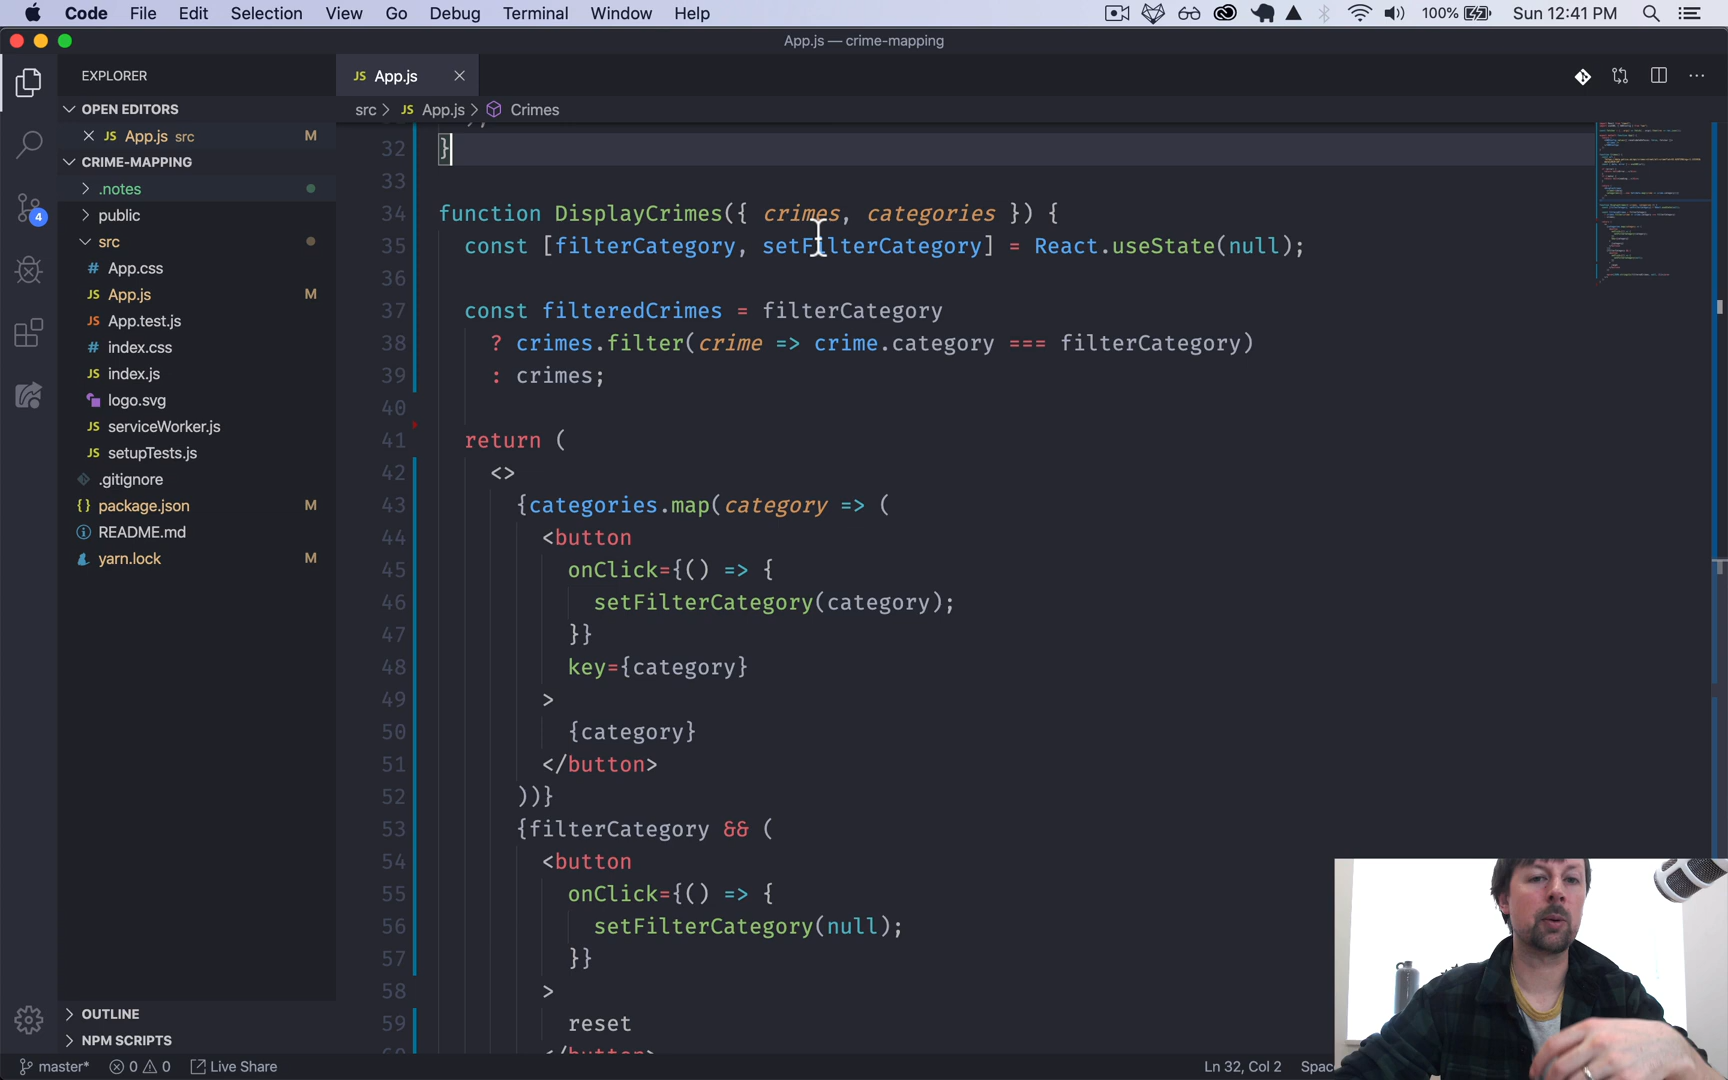 Code File Edit Selection View Go Debug Terminal Window Help 100% Sun 12:41 PM
App.js — crime-mapping
EXPLORER
JS App.js
OPEN EDITORS
src > JS App.js > Crimes
JS App.js src M
CRIME-MAPPING
.notes
public
src
# App.css
JS App.js M
JS App.test.js
# index.css
JS index.js
logo.svg
JS serviceWorker.js
JS setupTests.js
.gitignore
{} package.json M
README.md
yarn.lock M
4
OUTLINE
NPM SCRIPTS
32 }
33
34 function DisplayCrimes({ crimes, categories }) {
35 const [filterCategory, setFilterCategory] = React.useState(null);
36
37 const filteredCrimes = filterCategory
38 ? crimes.filter(crime => crime.category === filterCategory)
39 : crimes;
40
41 return (
42 <>
43 {categories.map(category => (
44 <button
45 onClick={() => {
46 setFilterCategory(category);
47 }}
48 key={category}
49 >
50 {category}
51 </button>
52 ))}
53 {filterCategory && (
54 <button
55 onClick={() => {
56 setFilterCategory(null);
57 }}
58 >
59 reset
60 </button>
master* 0 0 Live Share Ln 32, Col 2 Spac